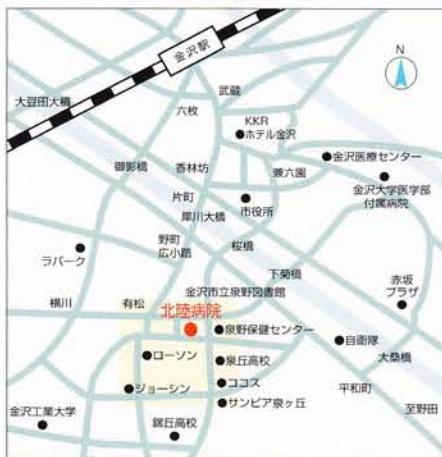 金沢駅
N
大豆田大橋
武蔵
六枚
KKR
ホテル金沢
御影橋
香林坊
兼六園
金沢医療センター
金沢大学医学部
付属病院
片町
市役所
犀川大橋
野町
広小路
桜橋
ラパーク
下菊橋
赤坂
プラザ
金沢市立泉野図書館
横川
有松
北陸病院
泉野保健センター
自衛隊
大桑橋
ローソン
泉丘高校
ココス
平和町
ジョーシン
サンピア泉ヶ丘
至野田
金沢工業大学
錦丘高校